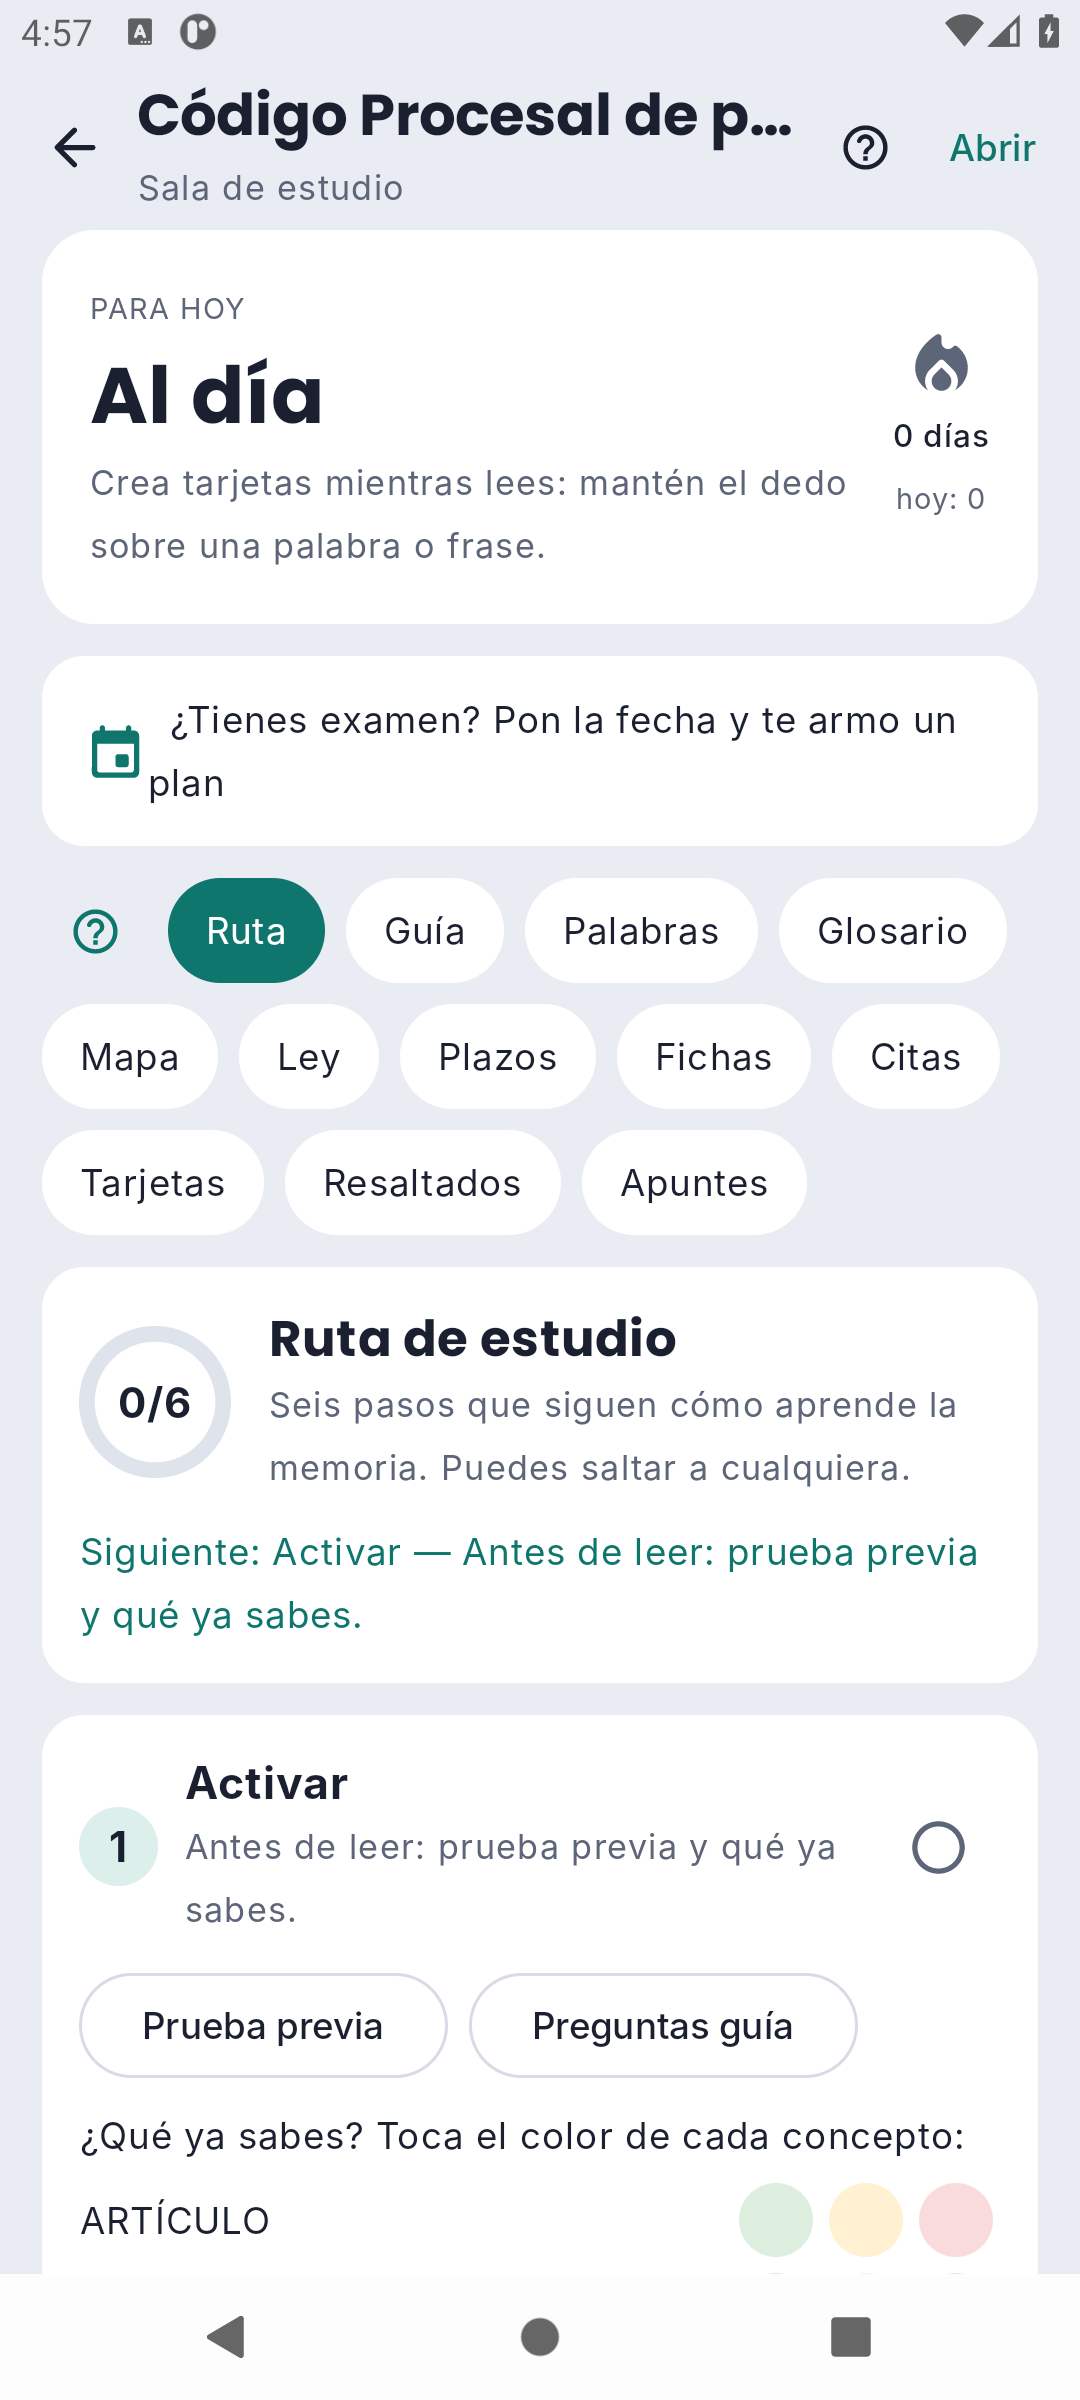 4:57
Código Procesal de p...
Sala de estudio
Abrir
PARA HOY
Al día
Crea tarjetas mientras lees: mantén el dedo
sobre una palabra o frase.
0 días
hoy: 0
¿Tienes examen? Pon la fecha y te armo un
plan
Ruta
Guía
Palabras
Glosario
Mapa
Ley
Plazos
Fichas
Citas
Tarjetas
Resaltados
Apuntes
0/6
Ruta de estudio
Seis pasos que siguen cómo aprende la
memoria. Puedes saltar a cualquiera.
Siguiente: Activar — Antes de leer: prueba previa
y qué ya sabes.
1
Activar
Antes de leer: prueba previa y qué ya
sabes.
Prueba previa
Preguntas guía
¿Qué ya sabes? Toca el color de cada concepto:
ARTÍCULO